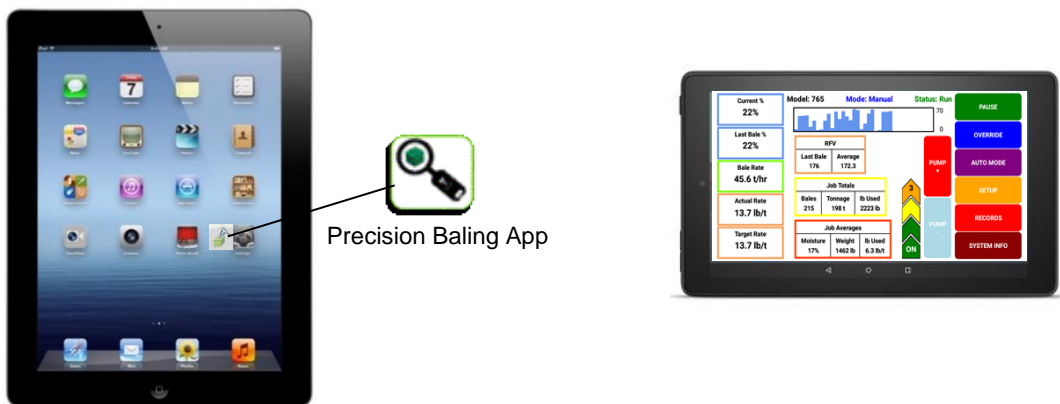 7
Precision Baling App
Current %
22%
Last Bale %
22%
Bale Rate
45.6 t/hr
Actual Rate
13.7 lb/t
Target Rate
13.7 lb/t
Model: 765 Mode: Manual Status: Run
70
0
RFV
Last Bale Average
176 172.3
Job Totals
Bales Tonnage lb Used
215 198 t 2223 lb
Job Averages
Moisture Weight lb Used
17% 1462 lb 6.3 lb/t
3
ON
PUMP
+
PUMP
-
PAUSE
OVERRIDE
AUTO MODE
SETUP
RECORDS
SYSTEM INFO